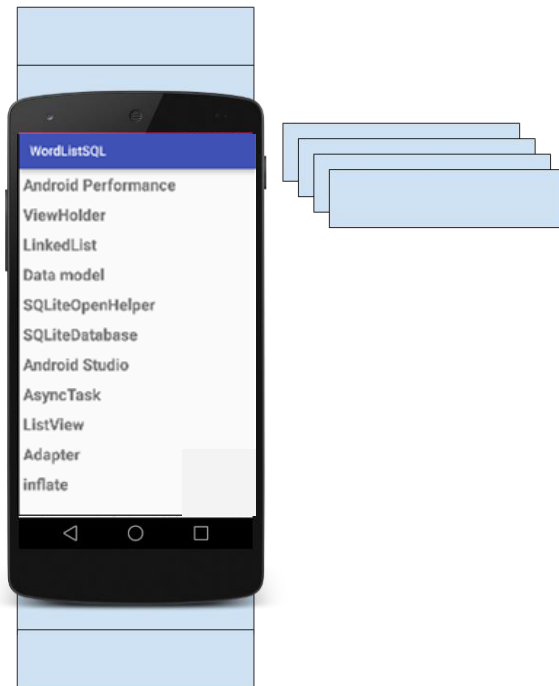 WordListSQL
Android Performance
ViewHolder
LinkedList
Data model
SQLiteOpenHelper
SQLiteDatabase
Android Studio
AsyncTask
ListView
Adapter
inflate